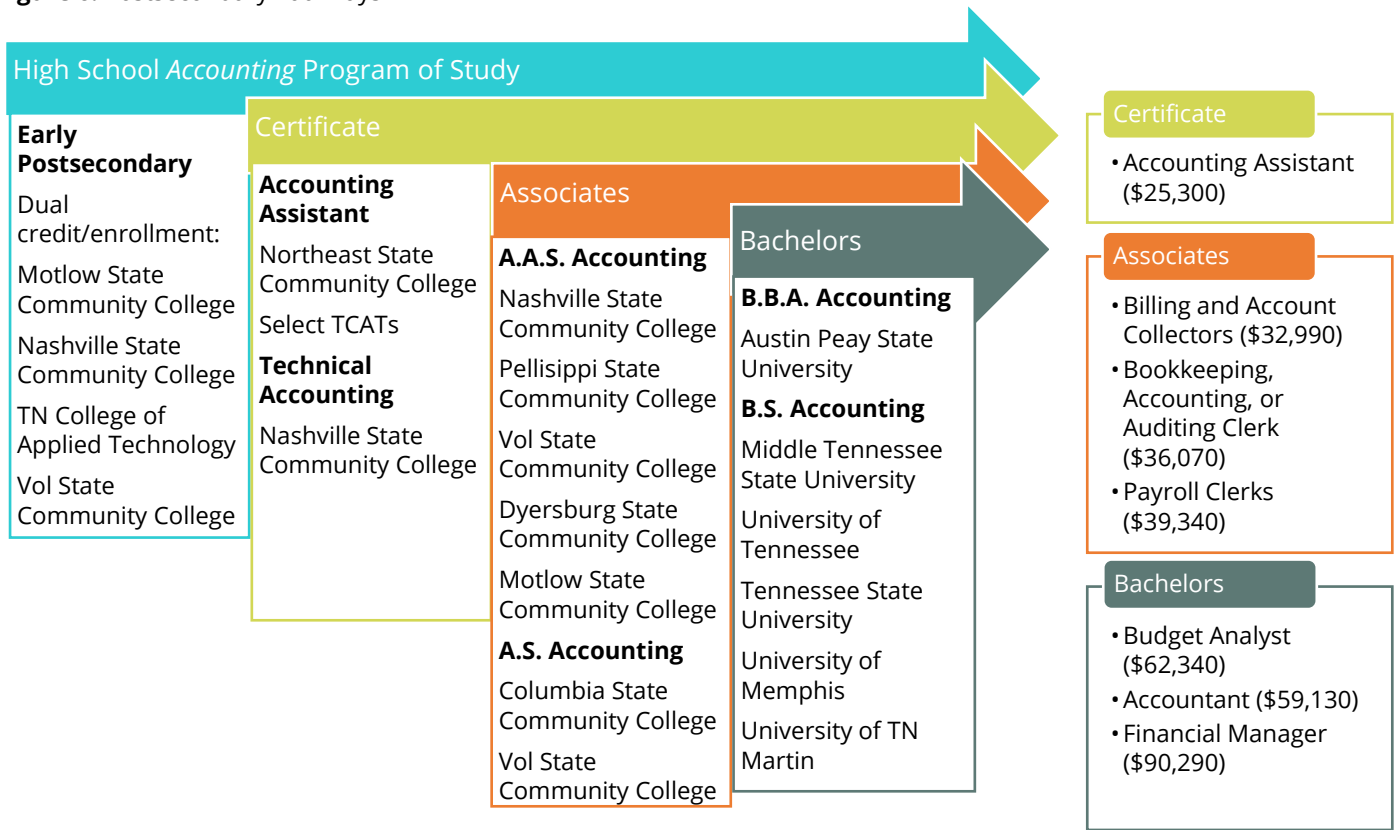 High School Accounting Program of Study
Early
Postsecondary
Dual
credit/enrollment:
Motlow State
Community College
Nashville State
Community College
TN College of
Applied Technology
Vol State
Community College
Certificate
Accounting
Assistant
Northeast State
Community College
Select TCATs
Technical
Accounting
Nashville State
Community College
Associates
A.A.S. Accounting
Nashville State
Community College
Pellisippi State
Community College
Vol State
Community College
Dyersburg State
Community College
Motlow State
Community College
A.S. Accounting
Columbia State
Community College
Vol State
Community College
Bachelors
B.B.A. Accounting
Austin Peay State
University
B.S. Accounting
Middle Tennessee
State University
University of
Tennessee
Tennessee State
University
University of
Memphis
University of TN
Martin
Certificate
• Accounting Assistant
($25,300)
Associates
• Billing and Account
Collectors ($32,990)
• Bookkeeping,
Accounting, or
Auditing Clerk
($36,070)
• Payroll Clerks
($39,340)
Bachelors
• Budget Analyst
($62,340)
• Accountant ($59,130)
• Financial Manager
($90,290)